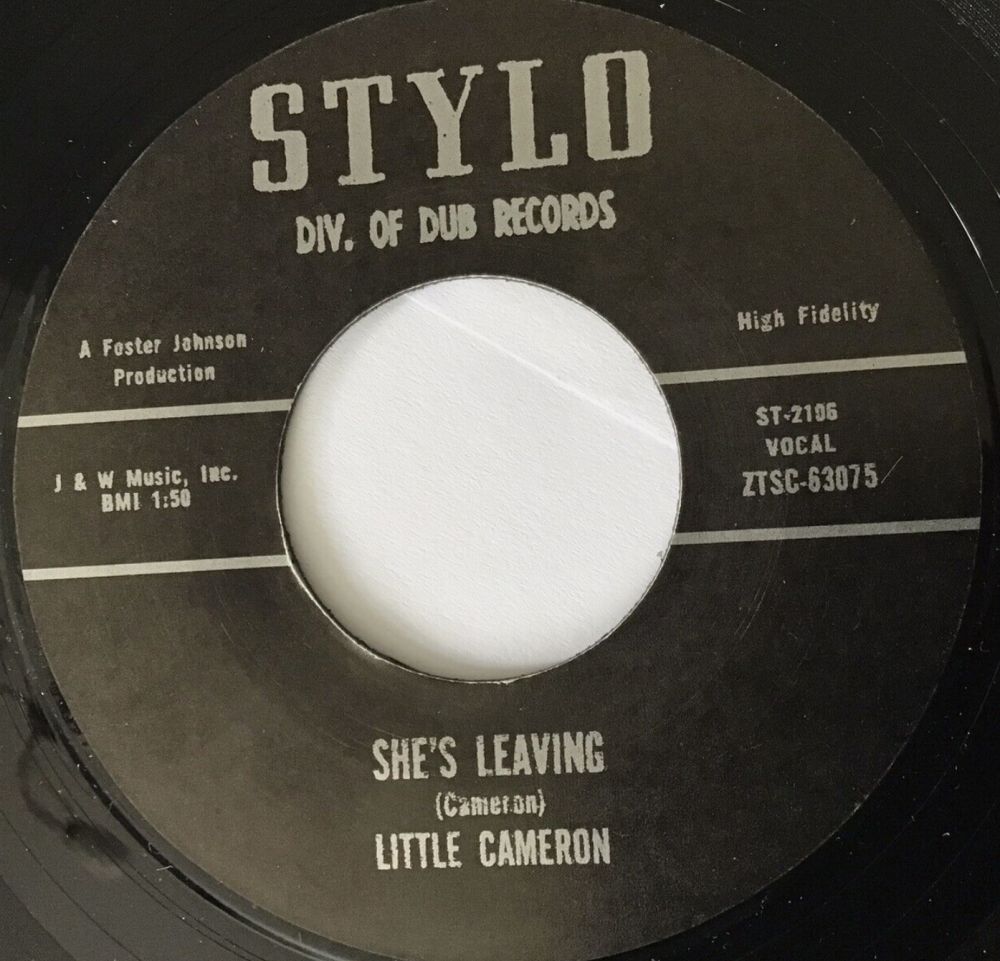 STYLO
DIV. OF DUB RECORDS
A Foster Johnson
Production
High Fidelity
J & W Music, Inc.
BMI 1:50
ST-2106
VOCAL
ZTSC-63075
SHE'S LEAVING
(Cameron)
LITTLE CAMERON